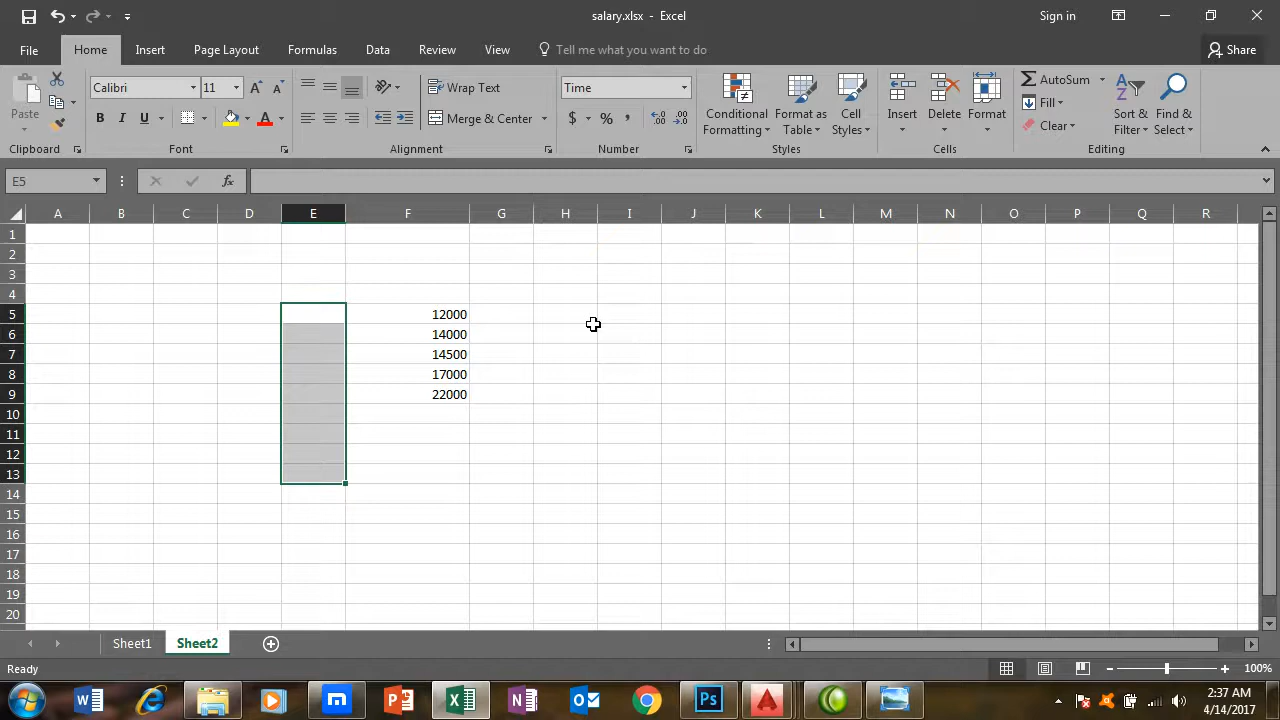 salary.xlsx - Excel
Sign in
File Home Insert Page Layout Formulas Data Review View Tell me what you want to do Share
Paste
Clipboard
Calibri 11
B I U
Font
Wrap Text
Merge & Center
Alignment
Time
$ % ,
Number
Conditional Formatting
Format as Table
Cell Styles
Styles
Insert
Delete
Format
Cells
AutoSum
Fill
Clear
Sort & Filter
Find & Select
Editing
E5 fx
A B C D E F G H I J K L M N O P Q R
1
2
3
4
5 12000
6 14000
7 14500
8 17000
9 22000
10
11
12
13
14
15
16
17
18
19
20
Sheet1 Sheet2
Ready 100%
2:37 AM
4/14/2017